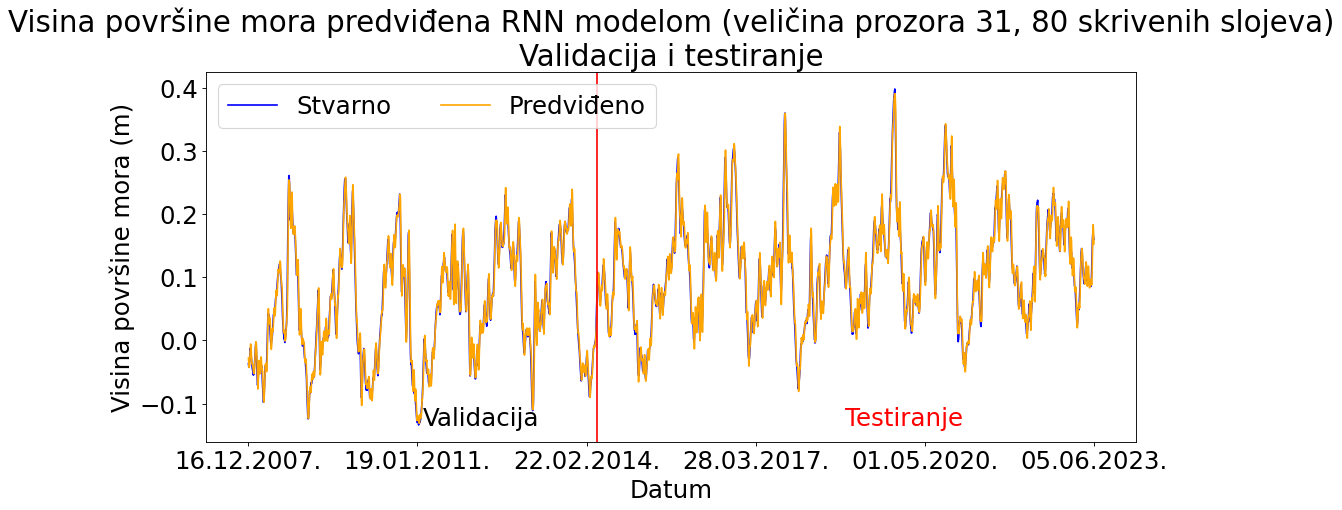 Visina površine mora predviđena RNN modelom (veličina prozora 31, 80 skrivenih slojeva)
Validacija i testiranje
Stvarno
Predviđeno
Visina površine mora (m)
0.4
0.3
0.2
0.1
0.0
−0.1
Validacija
Testiranje
16.12.2007.
19.01.2011.
22.02.2014.
28.03.2017.
01.05.2020.
05.06.2023.
Datum